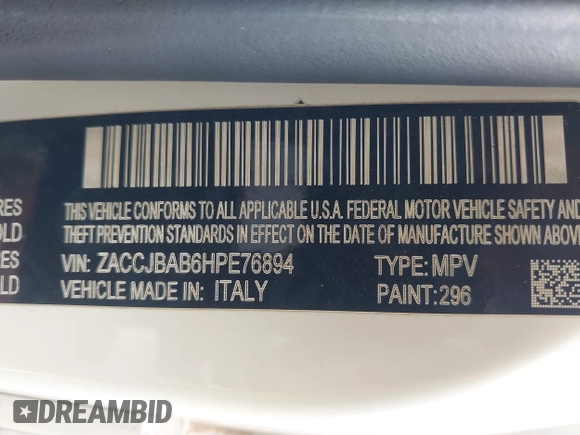 THIS VEHICLE CONFORMS TO ALL APPLICABLE U.S.A. FEDERAL MOTOR VEHICLE SAFETY AND
THEFT PREVENTION STANDARDS IN EFFECT ON THE DATE OF MANUFACTURE SHOWN ABOVE.
VIN: ZACCJBAB6HPE76894 TYPE: MPV
VEHICLE MADE IN: ITALY PAINT: 296
RES
OLD
RES
OLD
DREAMBID